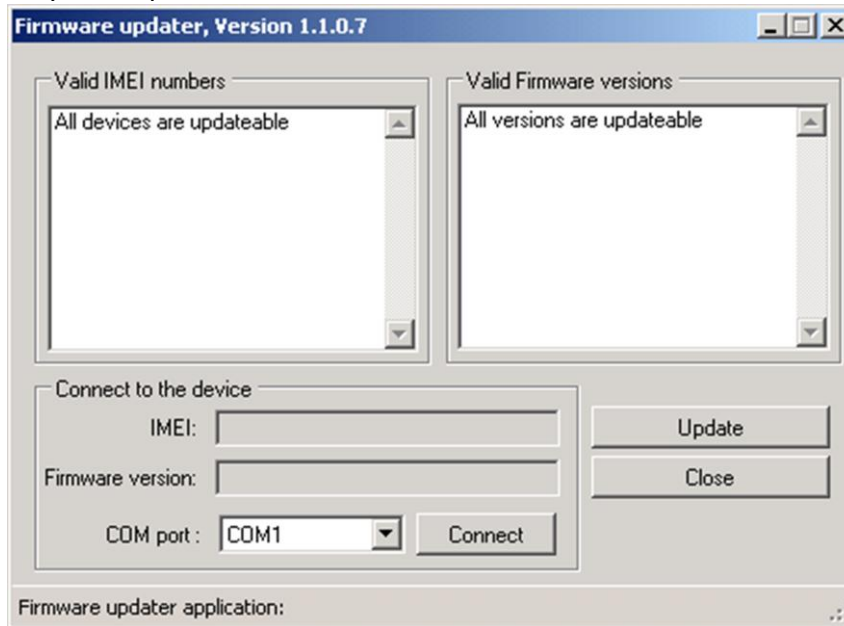 Firmware updater, Version 1.1.0.7
Valid IMEI numbers
All devices are updateable
Valid Firmware versions
All versions are updateable
Connect to the device
IMEI:
Firmware version:
COM port :
COM1
Connect
Update
Close
Firmware updater application: